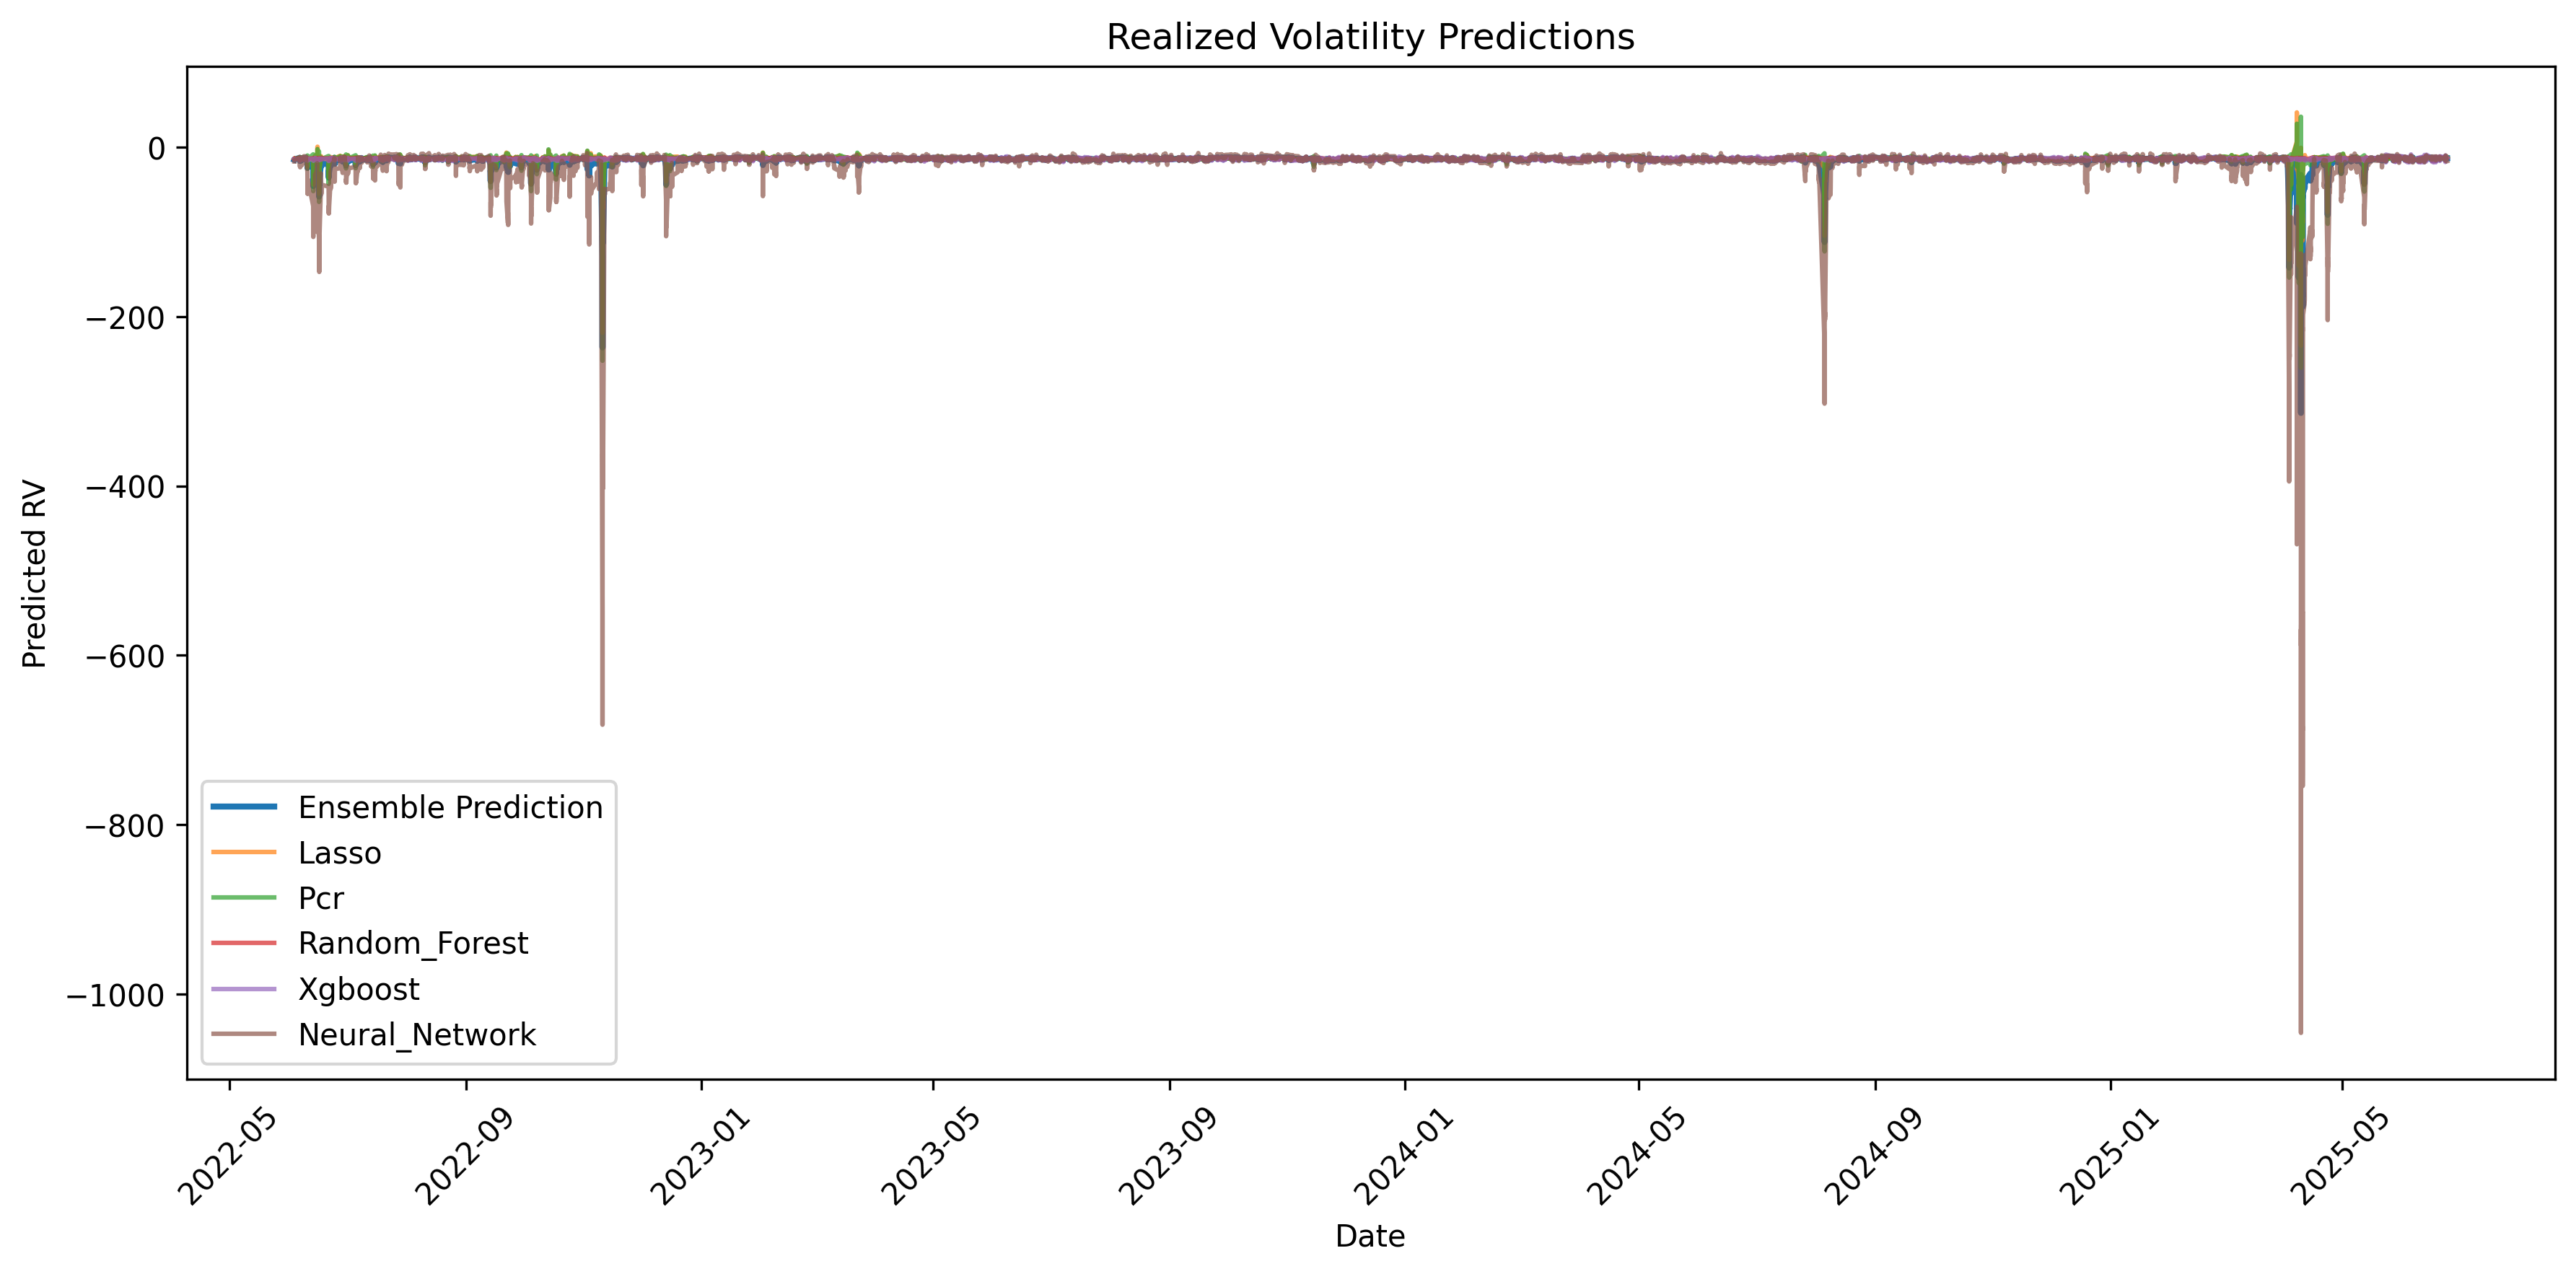 Realized Volatility Predictions
Predicted RV
0
−200
−400
−600
−800
−1000
Ensemble Prediction
Lasso
Pcr
Random_Forest
Xgboost
Neural_Network
2022-05
2022-09
2023-01
2023-05
2023-09
2024-01
2024-05
2024-09
2025-01
2025-05
Date